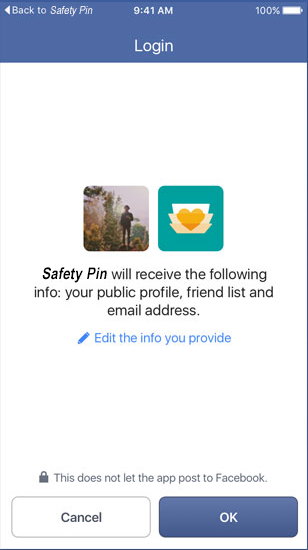 Back to Safety Pin 9:41 AM 100%
Login
Safety Pin will receive the following
info: your public profile, friend list and
email address.
Edit the info you provide
This does not let the app post to Facebook.
Cancel OK